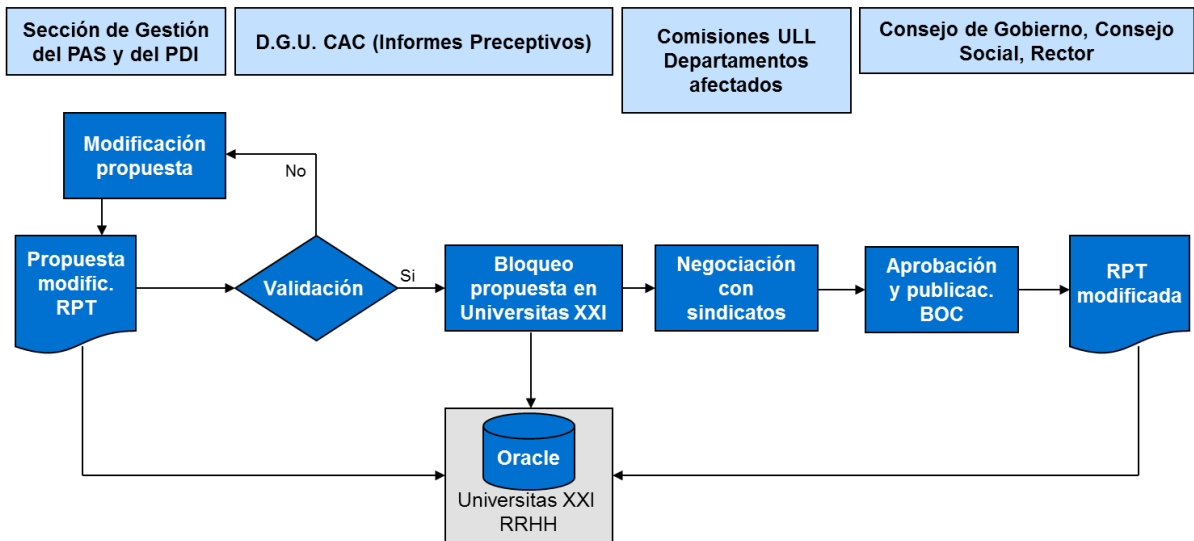 Sección de Gestión
del PAS y del PDI
D.G.U. CAC (Informes Preceptivos)
Comisiones ULL
Departamentos
afectados
Consejo de Gobierno, Consejo
Social, Rector
Modificación
propuesta
No
Propuesta
modific.
RPT
Validación
Si
Bloqueo
propuesta en
Universitas XXI
Negociación
con
sindicatos
Aprobación
y publicac.
BOC
RPT
modificada
Oracle
Universitas XXI
RRHH